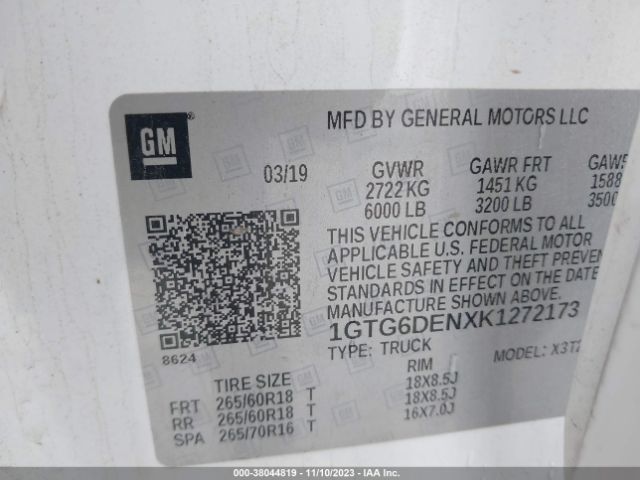 GM
MFD BY GENERAL MOTORS LLC
03/19 GVWR GAWR FRT
2722 KG 1451 KG 1588
6000 LB 3200 LB 3500
THIS VEHICLE CONFORMS TO ALL
APPLICABLE U.S. FEDERAL MOTOR
VEHICLE SAFETY AND THEFT
STANDARDS IN EFFECT ON THE DATE
OF MANUFACTURE SHOWN ABOVE.
1GTG6DENXK1272173
8624 TYPE: TRUCK MODEL:
TIRE SIZE RIM
FRT 265/60R18 T 18X8.5J
RR 265/60R18 T 18X8.5J
SPA 265/70R16 T 16X7.0J
000-38044819 - 11/10/2023 - © IAA Inc.